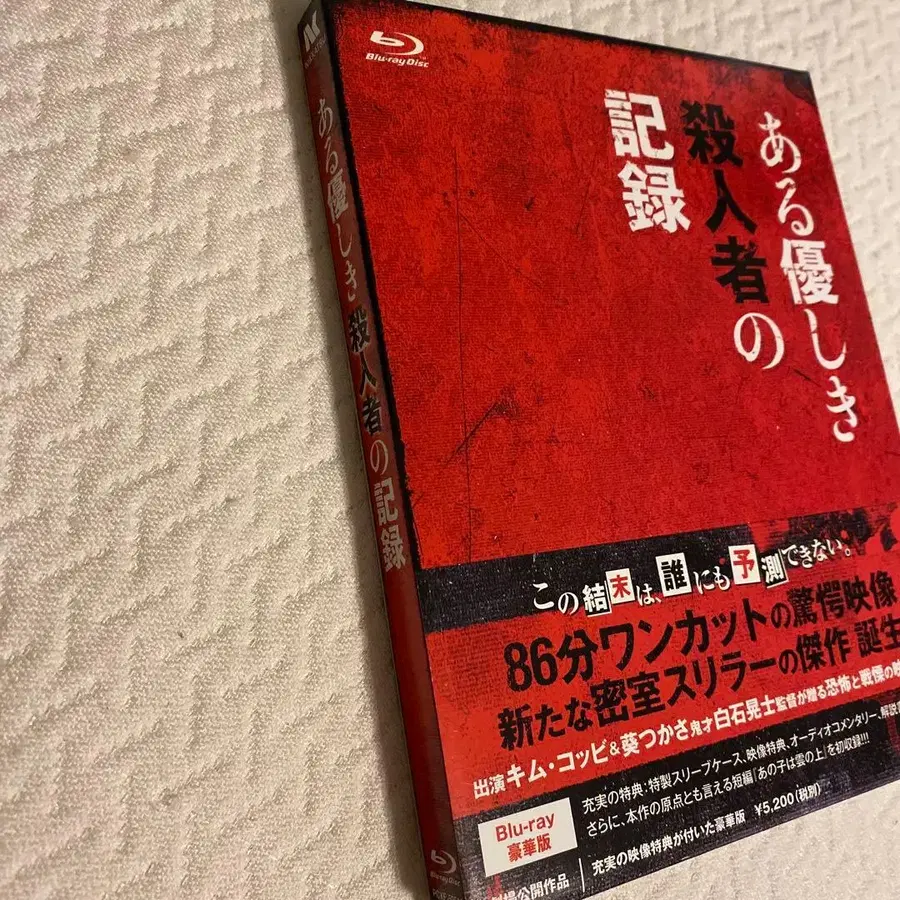 Blu-ray Disc
ある優しき
殺人者の
記録
ある優しき殺人者の記録
この結末は、誰にも予測できない。
86分ワンカットの驚愕映像
新たな密室スリラーの傑作 誕生
出演 キム・コッビ&葵つかさ 鬼才 白石晃士監督が贈る恐怖と戦慄の
Blu-ray
豪華版
充実の特典:特製スリーブケース、映像特典、オーディオコメンタリー、解説
さらに、本作の原点とも言える短編「あの子は雲の上」を初収録!!!
公開作品
充実の映像特典が付いた豪華版 ¥5,200(税別)
Blu-ray Disc